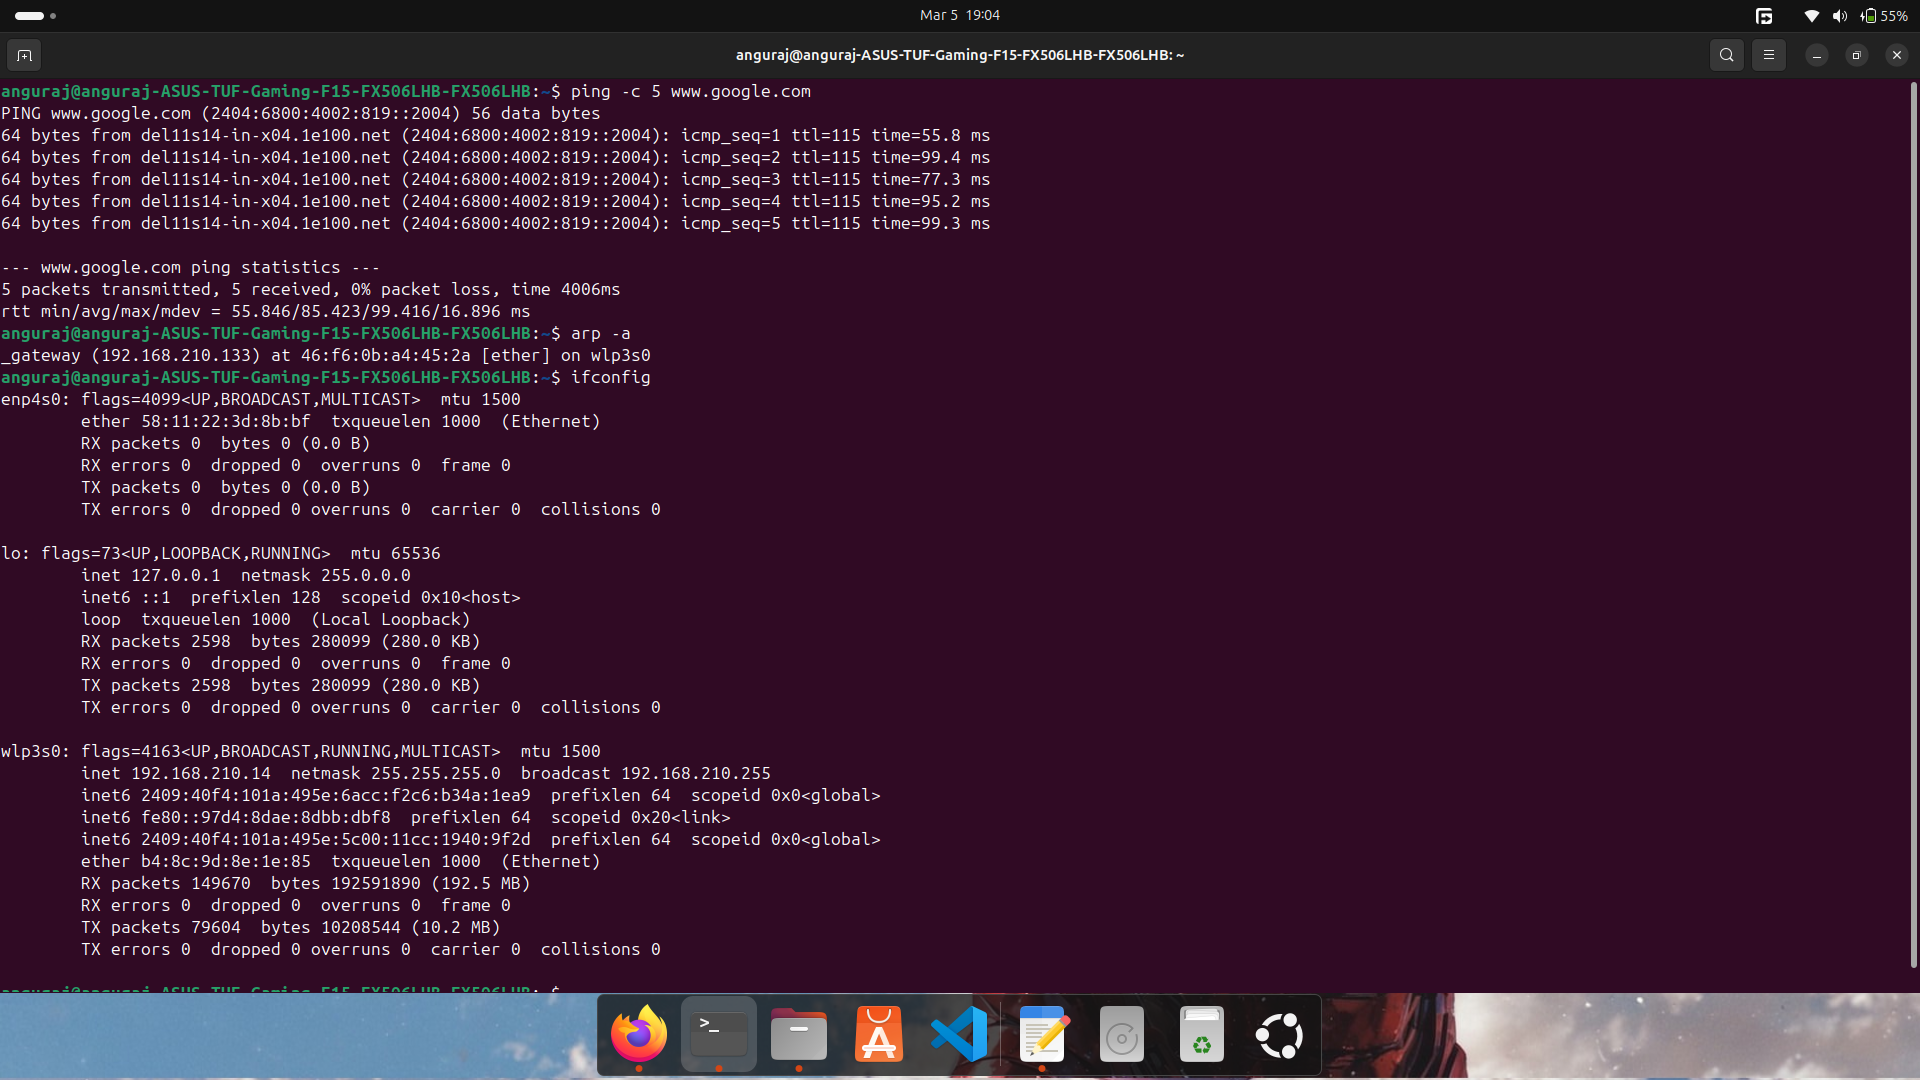 Mar 5 19:04
55%
anguraj@anguraj-ASUS-TUF-Gaming-F15-FX506LHB-FX506LHB: ~
anguraj@anguraj-ASUS-TUF-Gaming-F15-FX506LHB-FX506LHB:~$ ping -c 5 www.google.com
PING www.google.com (2404:6800:4002:819::2004) 56 data bytes
64 bytes from del11s14-in-x04.1e100.net (2404:6800:4002:819::2004): icmp_seq=1 ttl=115 time=55.8 ms
64 bytes from del11s14-in-x04.1e100.net (2404:6800:4002:819::2004): icmp_seq=2 ttl=115 time=99.4 ms
64 bytes from del11s14-in-x04.1e100.net (2404:6800:4002:819::2004): icmp_seq=3 ttl=115 time=77.3 ms
64 bytes from del11s14-in-x04.1e100.net (2404:6800:4002:819::2004): icmp_seq=4 ttl=115 time=95.2 ms
64 bytes from del11s14-in-x04.1e100.net (2404:6800:4002:819::2004): icmp_seq=5 ttl=115 time=99.3 ms
--- www.google.com ping statistics ---
5 packets transmitted, 5 received, 0% packet loss, time 4006ms
rtt min/avg/max/mdev = 55.846/85.423/99.416/16.896 ms
anguraj@anguraj-ASUS-TUF-Gaming-F15-FX506LHB-FX506LHB:~$ arp -a
_gateway (192.168.210.133) at 46:f6:0b:a4:45:2a [ether] on wlp3s0
anguraj@anguraj-ASUS-TUF-Gaming-F15-FX506LHB-FX506LHB:~$ ifconfig
enp4s0: flags=4099<UP,BROADCAST,MULTICAST>  mtu 1500
        ether 58:11:22:3d:8b:bf  txqueuelen 1000  (Ethernet)
        RX packets 0  bytes 0 (0.0 B)
        RX errors 0  dropped 0  overruns 0  frame 0
        TX packets 0  bytes 0 (0.0 B)
        TX errors 0  dropped 0 overruns 0  carrier 0  collisions 0
lo: flags=73<UP,LOOPBACK,RUNNING>  mtu 65536
        inet 127.0.0.1  netmask 255.0.0.0
        inet6 ::1  prefixlen 128  scopeid 0x10<host>
        loop  txqueuelen 1000  (Local Loopback)
        RX packets 2598  bytes 280099 (280.0 KB)
        RX errors 0  dropped 0  overruns 0  frame 0
        TX packets 2598  bytes 280099 (280.0 KB)
        TX errors 0  dropped 0 overruns 0  carrier 0  collisions 0
wlp3s0: flags=4163<UP,BROADCAST,RUNNING,MULTICAST>  mtu 1500
        inet 192.168.210.14  netmask 255.255.255.0  broadcast 192.168.210.255
        inet6 2409:40f4:101a:495e:6acc:f2c6:b34a:1ea9  prefixlen 64  scopeid 0x0<global>
        inet6 fe80::97d4:8dae:8dbb:dbf8  prefixlen 64  scopeid 0x20<link>
        inet6 2409:40f4:101a:495e:5c00:11cc:1940:9f2d  prefixlen 64  scopeid 0x0<global>
        ether b4:8c:9d:8e:1e:85  txqueuelen 1000  (Ethernet)
        RX packets 149670  bytes 192591890 (192.5 MB)
        RX errors 0  dropped 0  overruns 0  frame 0
        TX packets 79604  bytes 10208544 (10.2 MB)
        TX errors 0  dropped 0 overruns 0  carrier 0  collisions 0
anguraj@anguraj-ASUS-TUF-Gaming-F15-FX506LHB-FX506LHB:~$